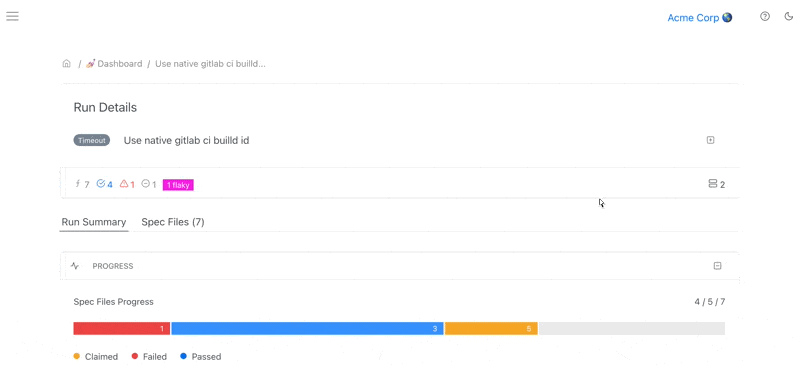 Acme Corp
/ Dashboard / Use native gitlab ci builld...
Run Details
Timeout Use native gitlab ci builld id
7 4 1 1 1 flaky 2
Run Summary Spec Files (7)
PROGRESS
Spec Files Progress 4 / 5 / 7
1 3 5
Claimed Failed Passed